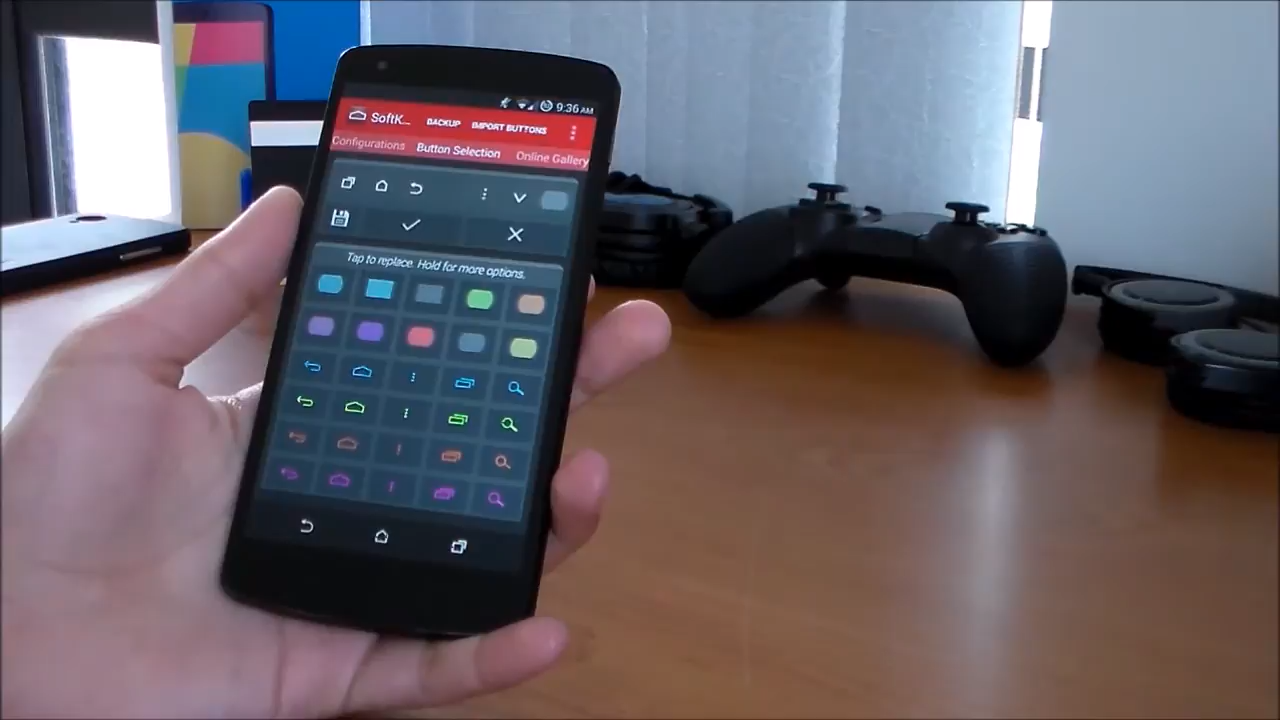 9:36 AM
SoftK... BACKUP IMPORT BUTTONS
Configurations Button Selection Online Gallery
Tap to replace. Hold for more options.